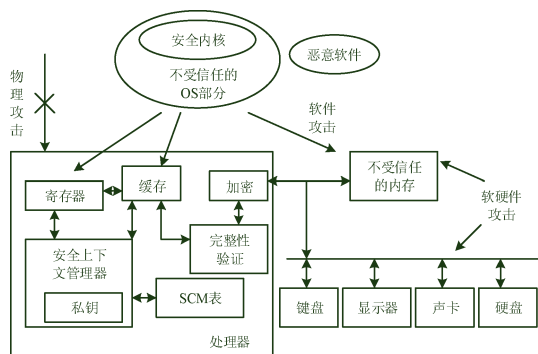 安全内核
不受信任的
OS部分
恶意软件
物
理
攻
击
软件
攻击
寄存器
缓存
加密
不受信任
的内存
软硬件
攻击
安全上下
文管理器
私钥
完整性
验证
SCM表
处理器
键盘
显示器
声卡
硬盘